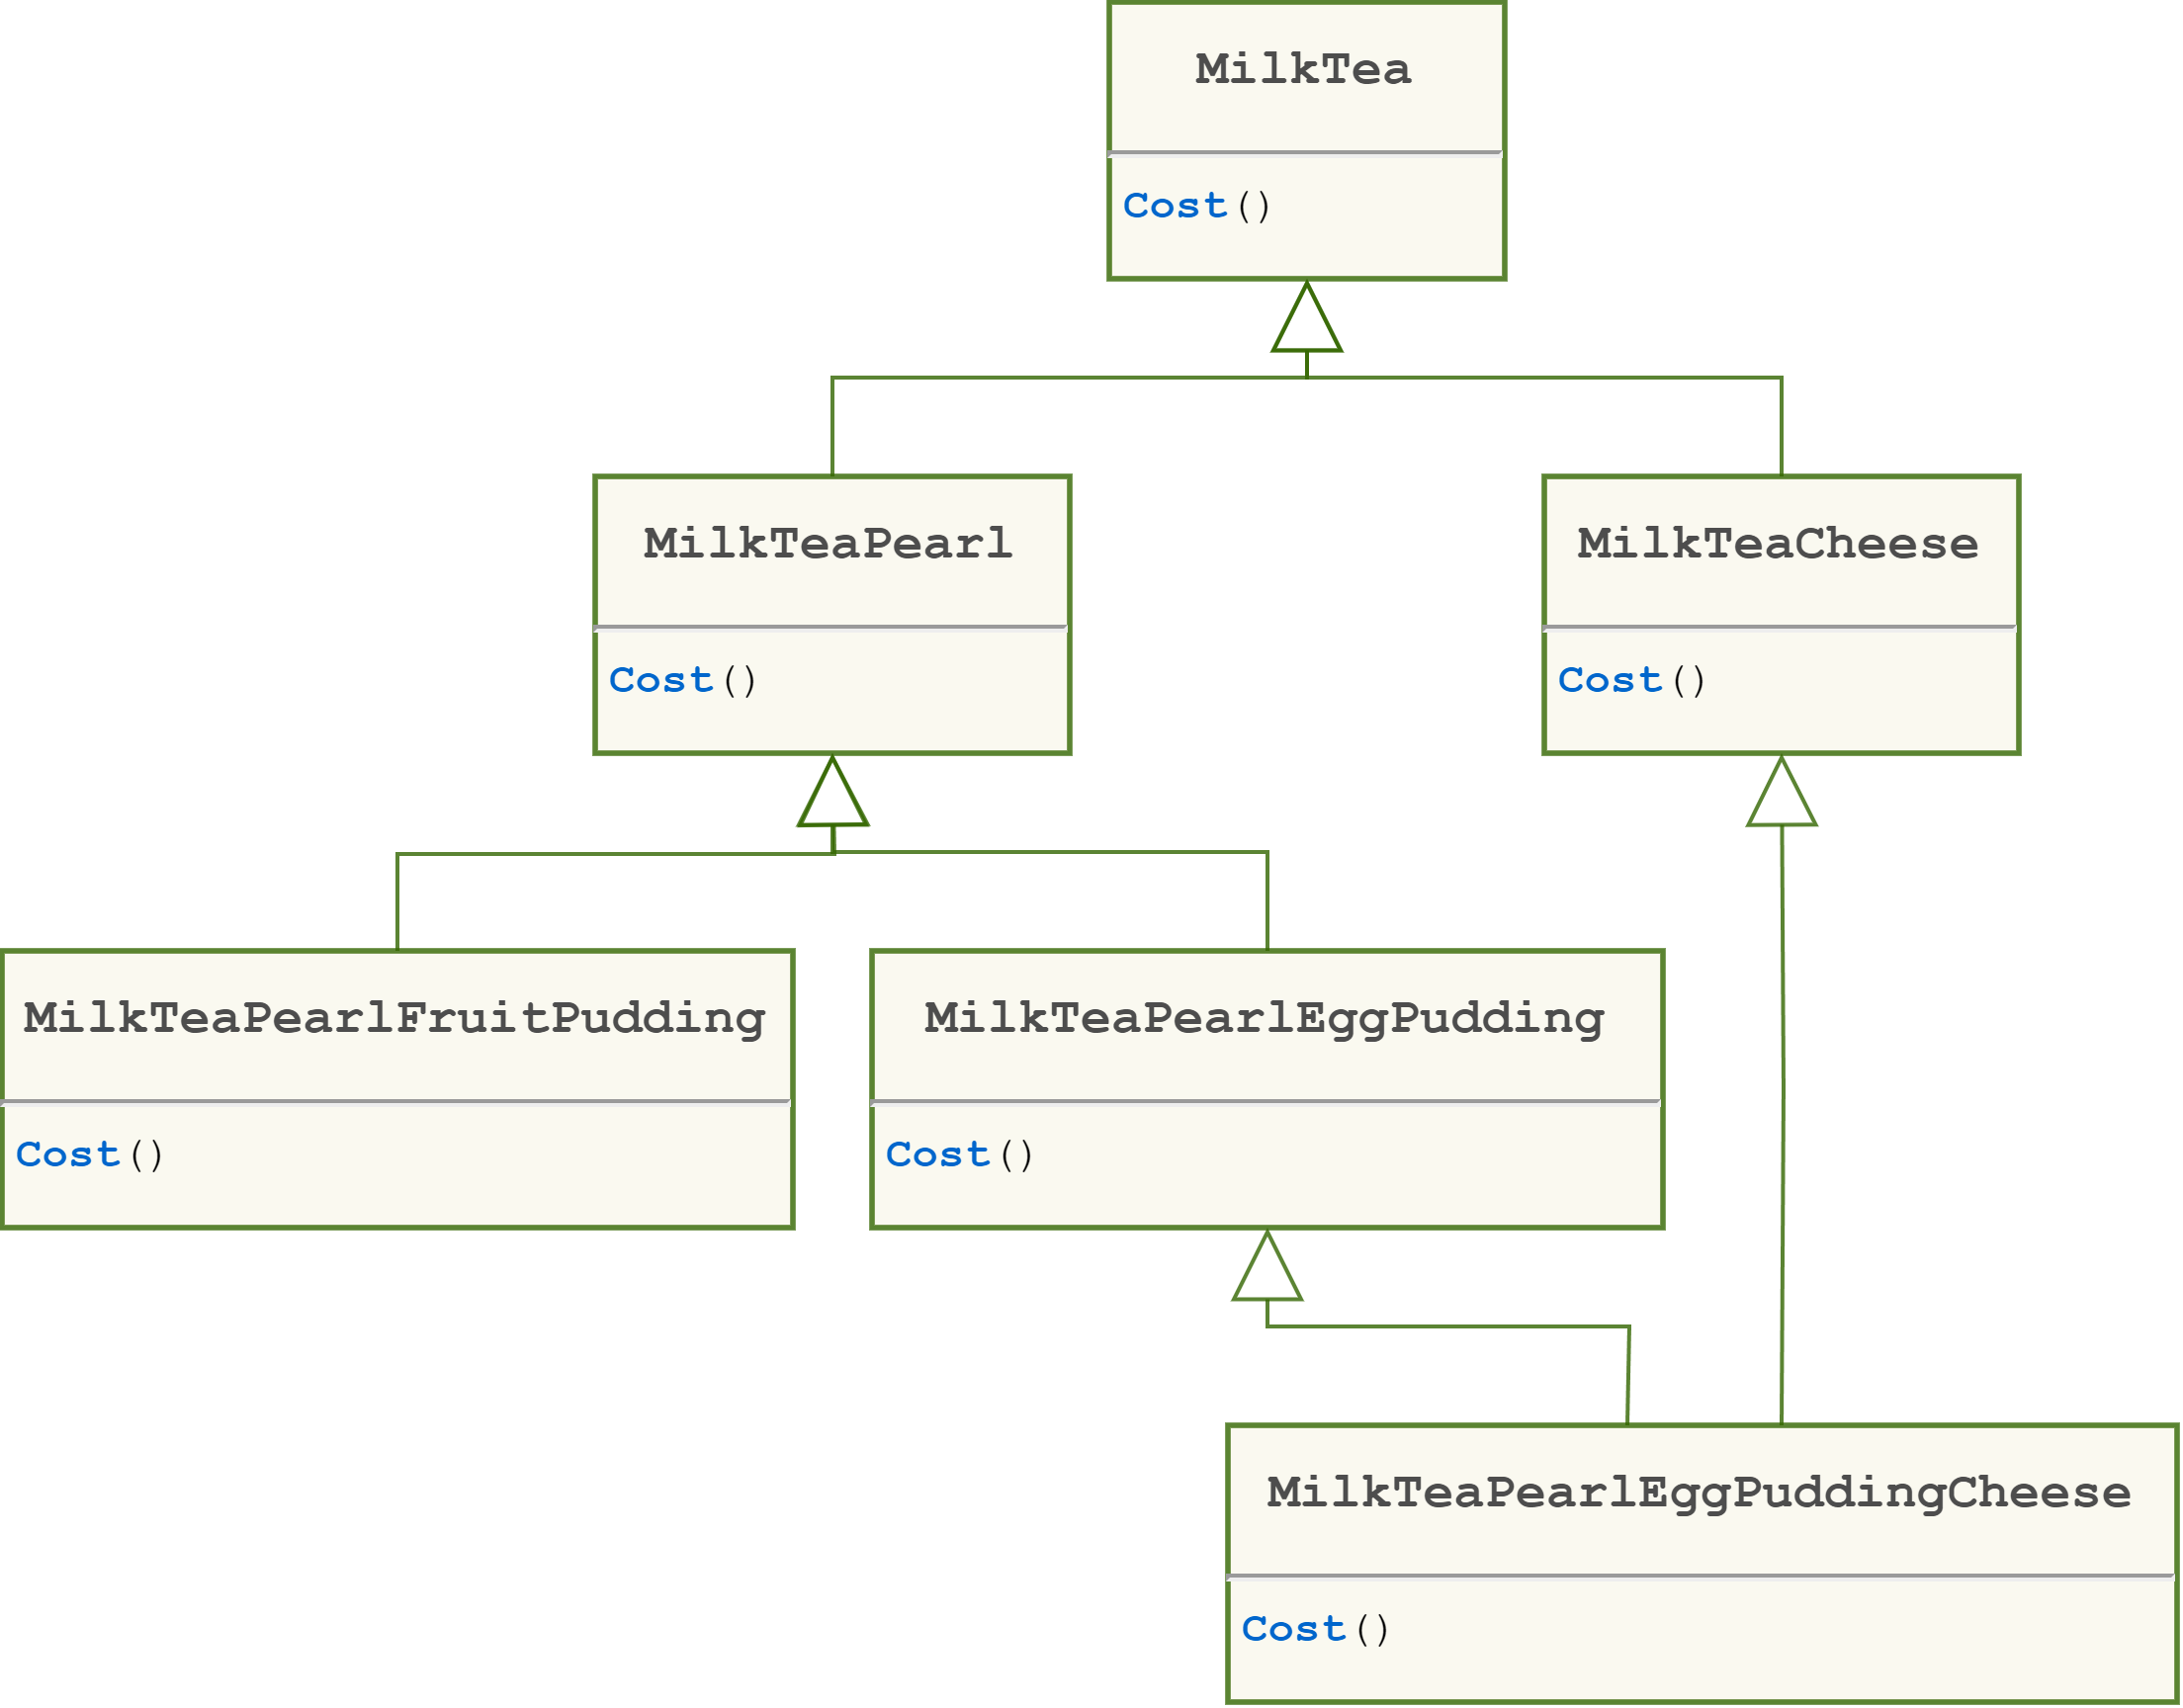 MilkTea
Cost()
MilkTeaPearl
Cost()
MilkTeaCheese
Cost()
MilkTeaPearlFruitPudding
Cost()
MilkTeaPearlEggPudding
Cost()
MilkTeaPearlEggPuddingCheese
Cost()